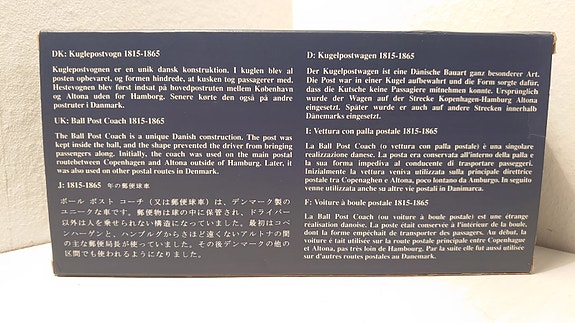 DK: Kuglepostvogn 1815-1865
Kuglepostvognen er en unik dansk konstruktion. I kuglen blev al
posten opbevaret, og formen hindrede, at kusken tog passagerer med.
Hestevognen blev først indsat på hovedpostruten mellem København
og Altona uden for Hamborg. Senere kørte den også på andre
postruter i Danmark.
UK: Ball Post Coach 1815-1865
The Ball Post Coach is a unique Danish construction. The post was
kept inside the ball, and the shape prevented the driver from bringing
passengers along. Initially, the coach was used on the main postal
routebetween Copenhagen and Altona outside of Hamburg. Later, it
was also used on other postal routes in Denmark.
J: 1815-1865 年の郵便球車
ボール ポスト コーチ (又は郵便球車) は、デンマーク製の
ユニークな車です。郵便物は球の中に保管され、ドライバー
以外は人を乗せられない構造になっていました。最初はコペ
ンハーゲンと、ハンブルグからさほど遠くないアルトナの間
の主な郵便局長が使っていました。その後デンマークの他の
区間でも使われるようになりました。
D: Kugelpostwagen 1815-1865
Der Kugelpostwagen ist eine Dänische Bauart ganz besonderer Art.
Die Post war in einer Kugel aufbewahrt und die Form sorgte dafür,
dass die Kutsche keine Passagiere mitnehmen konnte. Ursprünglich
wurde der Wagen auf der Strecke Kopenhagen-Hamburg Altona
eingesetzt. Später wurde er auch auf andere Strecken innerhalb
Dänemarks eingesetzt.
I: Vettura con palla postale 1815-1865
La Ball Post Coach (o vettura con palla postale) è una singolare
realizzazione danese. La posta era conservata all'interno della palla e
la sua forma impediva al conducente di trasportare passeggeri.
Inizialmente la vettura veniva utilizzata sulla principale direttrice
postale tra Copenaghen e Altona, poco lontano da Amburgo. In seguito
venne utilizzata anche su altre vie postali in Danimarca.
F: Voiture à boule postale 1815-1865
La Ball Post Coach (ou voiture à boule postale) est une étrange
réalisation danoise. La poste était conservée à l'intérieur de la boule,
dont la forme empêchait de transporter des passagers. Au début, la
voiture était utilisée sur la route postale principale entre Copenhague
et Altona, pas très loin de Hambourg. Par la suite elle fut aussi utilisée
sur d'autres routes postales au Danemark.